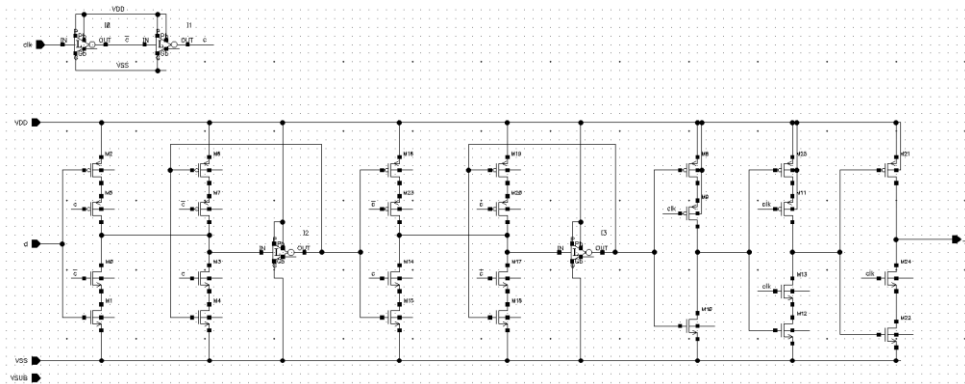 VDD
I0 I1
clk IN OUT c̅ IN OUT c
VSS
VDD
M2 M6 M16 M19 M8 M20 M21
M5 M7 M23 M20 M9 M11
c c̅ c̅ c̅ clk clk
d I2 I3
IN OUT IN OUT
M0 M3 M14 M17 M13 M24
c̅ c c c̅ clk clk
M1 M4 M15 M18 M10 M12 M22
VSS
VSUB